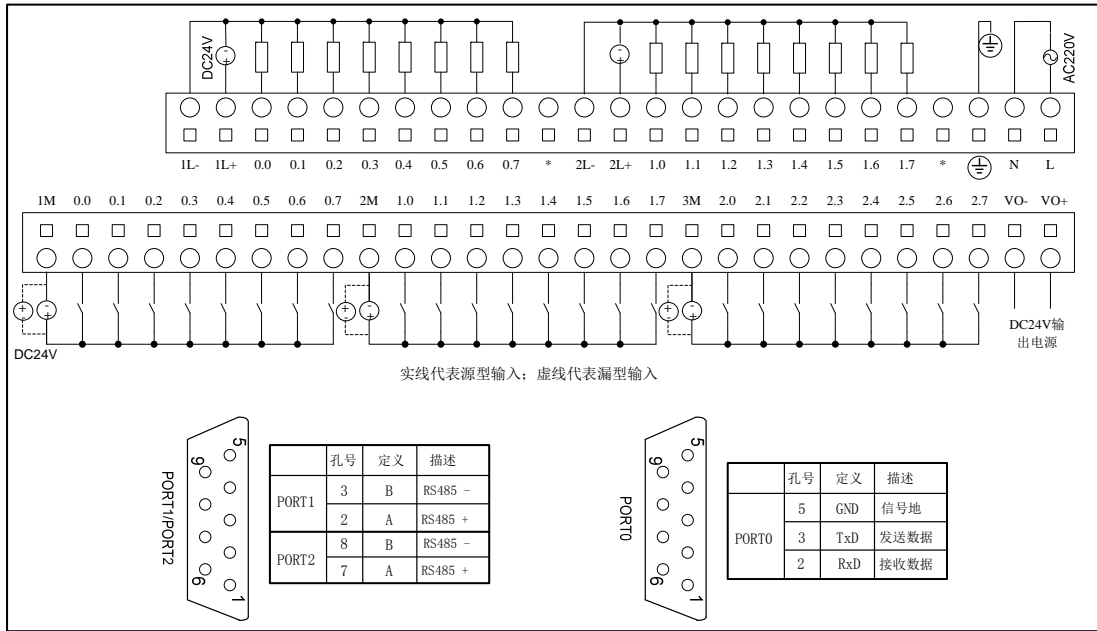 DC24V
AC220V
1L- 1L+ 0.0 0.1 0.2 0.3 0.4 0.5 0.6 0.7 * 2L- 2L+ 1.0 1.1 1.2 1.3 1.4 1.5 1.6 1.7 * N L
1M 0.0 0.1 0.2 0.3 0.4 0.5 0.6 0.7 2M 1.0 1.1 1.2 1.3 1.4 1.5 1.6 1.7 3M 2.0 2.1 2.2 2.3 2.4 2.5 2.6 2.7 VO- VO+
DC24V
DC24V输
出电源
实线代表源型输入；虚线代表漏型输入
PORT1/PORT2
5
9
6
1
孔号 定义 描述
PORT1
3 B RS485 -
2 A RS485 +
PORT2
8 B RS485 -
7 A RS485 +
PORT0
5
9
6
1
孔号 定义 描述
PORT0
5 GND 信号地
3 TxD 发送数据
2 RxD 接收数据